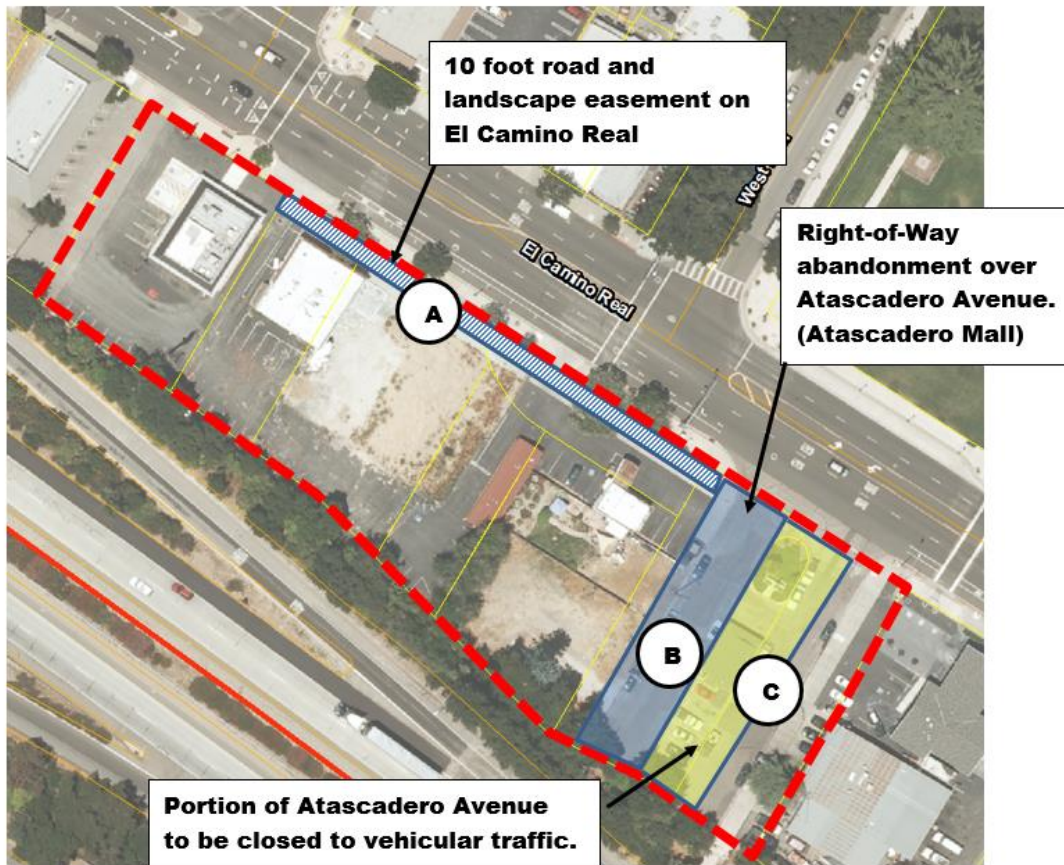 10 foot road and
landscape easement on
El Camino Real
Right-of-Way
abandonment over
Atascadero Avenue.
(Atascadero Mall)
El Camino Real
A
B
C
Portion of Atascadero Avenue
to be closed to vehicular traffic.